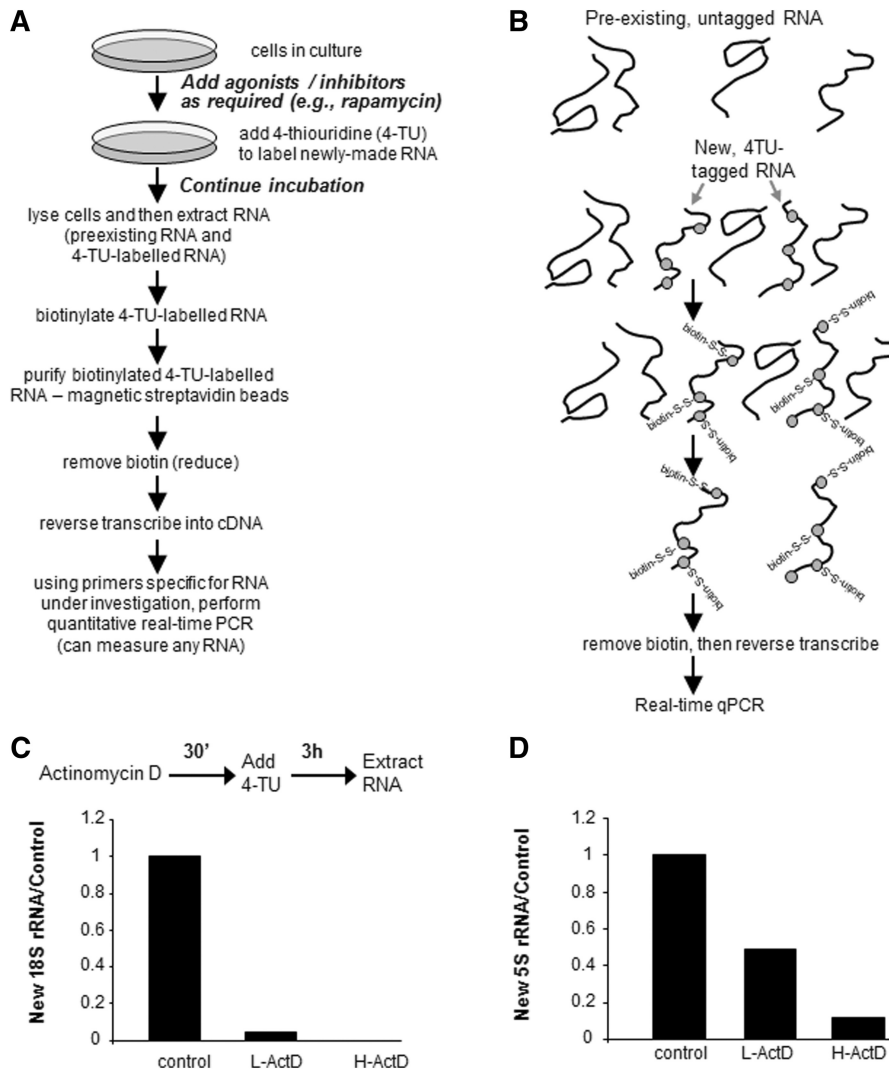 A
cells in culture
Add agonists / inhibitors
as required (e.g., rapamycin)
add 4-thiouridine (4-TU)
to label newly-made RNA
Continue incubation
lyse cells and then extract RNA
(preexisting RNA and
4-TU-labelled RNA)
biotinylate 4-TU-labelled RNA
purify biotinylated 4-TU-labelled
RNA – magnetic streptavidin beads
remove biotin (reduce)
reverse transcribe into cDNA
using primers specific for RNA
under investigation, perform
quantitative real-time PCR
(can measure any RNA)
B
Pre-existing, untagged RNA
New, 4TU-
tagged RNA
biotin-S-S-
-S-S-biotin
biotin-S-S-
biotin-S-S-
-S-S-biotin
-S-S-biotin
biotin-S-S-
-S-S-biotin
biotin-S-S-
biotin-S-S-
-S-S-biotin
-S-S-biotin
remove biotin, then reverse transcribe
Real-time qPCR
C
Actinomycin D
30'
Add
4-TU
3h
Extract
RNA
New 18S rRNA/Control
1.2
1
0.8
0.6
0.4
0.2
0
control
L-ActD
H-ActD
D
New 5S rRNA/Control
1.2
1
0.8
0.6
0.4
0.2
0
control
L-ActD
H-ActD